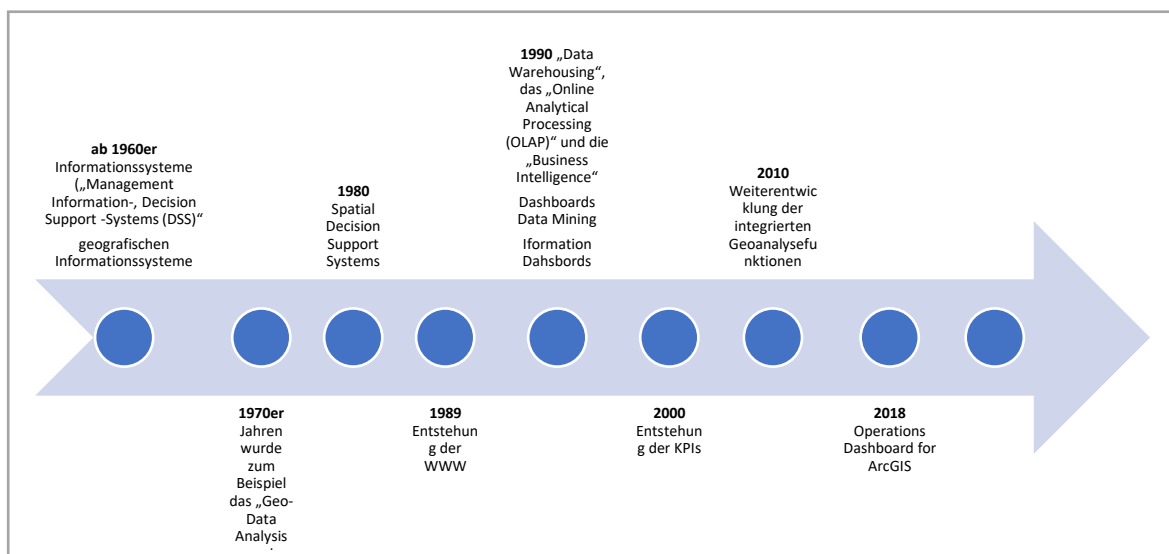 ab 1960er
Informationssysteme
(„Management
Information-, Decision
Support -Systems (DSS)“
geografischen
Informationssysteme
1970er
Jahren
wurde
zum
Beispiel
das „Geo-
Data
Analysis
1980
Spatial
Decision
Support
Systems
1989
Entstehun
g der
WWW
1990 „Data
Warehousing“,
das „Online
Analytical
Processing
(OLAP)“ und die
„Business
Intelligence“
Dashboards
Data Mining
Iformation
Dahsbords
2000
Entstehun
g der KPIs
2010
Weiterentwic
klung der
integrierten
Geoanalysefu
nktionen
2018
Operations
Dashboard for
ArcGIS